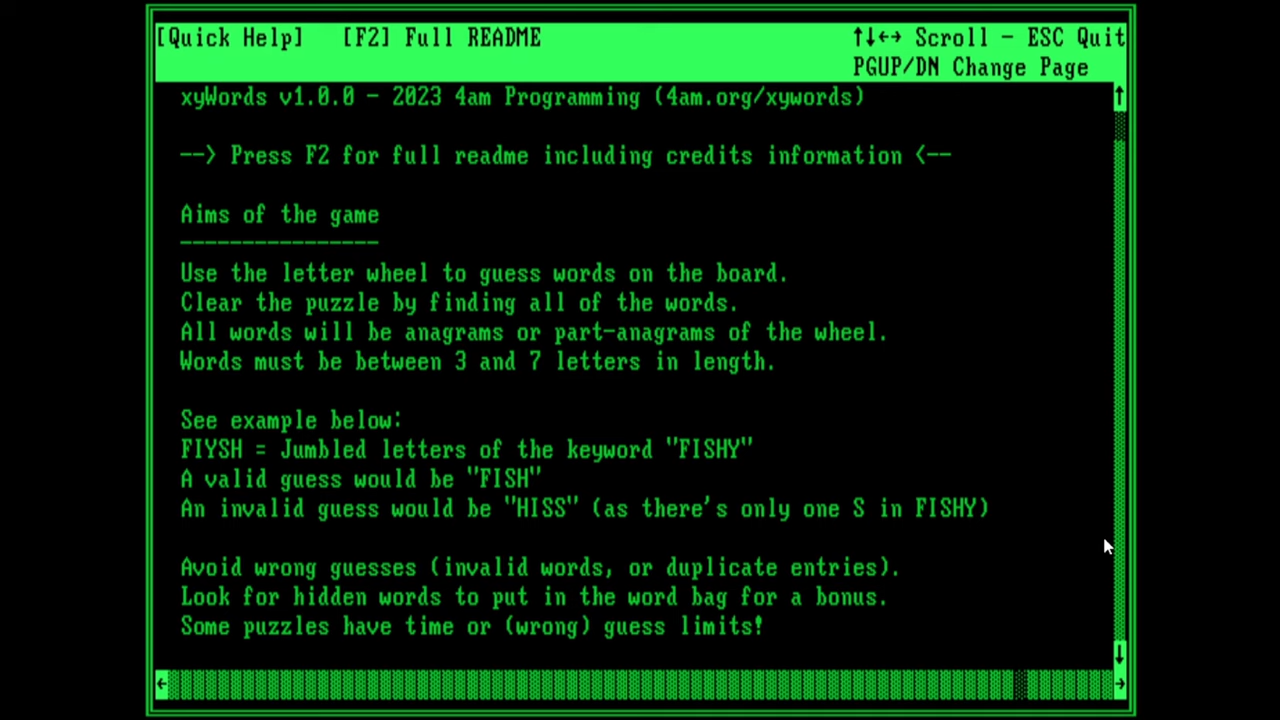 [Quick Help]   [F2] Full README   ↑↓←→ Scroll - ESC Quit
PGUP/DN Change Page
xyWords v1.0.0 - 2023 4am Programming (4am.org/xywords)
--> Press F2 for full readme including credits information <--
Aims of the game
----------------
Use the letter wheel to guess words on the board.
Clear the puzzle by finding all of the words.
All words will be anagrams or part-anagrams of the wheel.
Words must be between 3 and 7 letters in length.
See example below:
FIYSH = Jumbled letters of the keyword "FISHY"
A valid guess would be "FISH"
An invalid guess would be "HISS" (as there's only one S in FISHY)
Avoid wrong guesses (invalid words, or duplicate entries).
Look for hidden words to put in the word bag for a bonus.
Some puzzles have time or (wrong) guess limits!